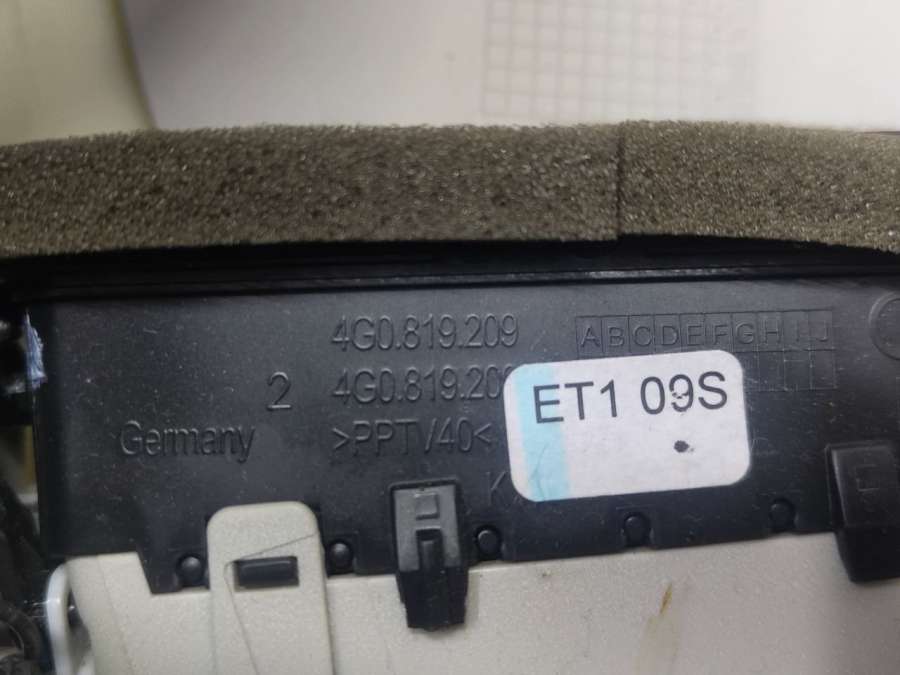 4G0.819.209
ABCDEFGHIJ
2
4G0.819.20
ET1 09S
Germany
>PPTV40<
K